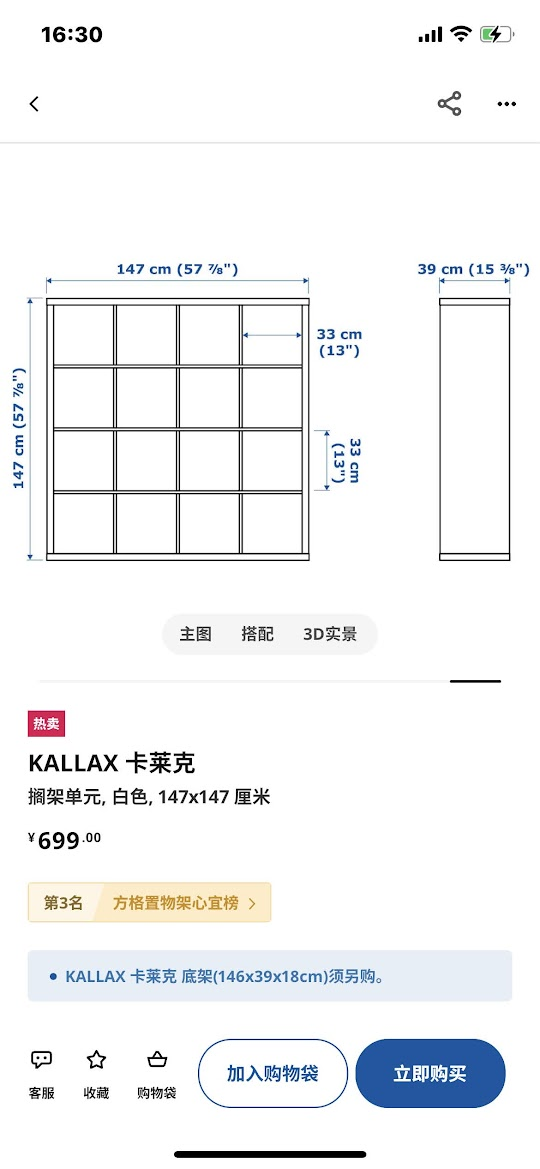 16:30
147 cm (57 ⅞")
39 cm (15 ⅜")
33 cm
(13")
147 cm (57 ⅞")
33 cm
(13")
主图 搭配 3D实景
热卖
KALLAX 卡莱克
搁架单元, 白色, 147x147 厘米
¥699.00
第3名 方格置物架心宜榜
KALLAX 卡莱克 底架(146x39x18cm)须另购。
客服 收藏 购物袋 加入购物袋 立即购买